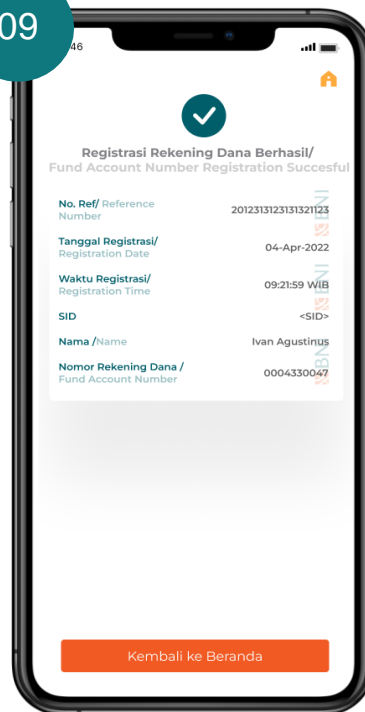 09
46
Registrasi Rekening Dana Berhasil/
Fund Account Number Registration Succesful
No. Ref/ Reference Number 2012313123131321123
Tanggal Registrasi/ Registration Date 04-Apr-2022
Waktu Registrasi/ Registration Time 09:21:59 WIB
SID <SID>
Nama /Name Ivan Agustinus
Nomor Rekening Dana / Fund Account Number 0004330047
BNI
BNI
BNI
Kembali ke Beranda